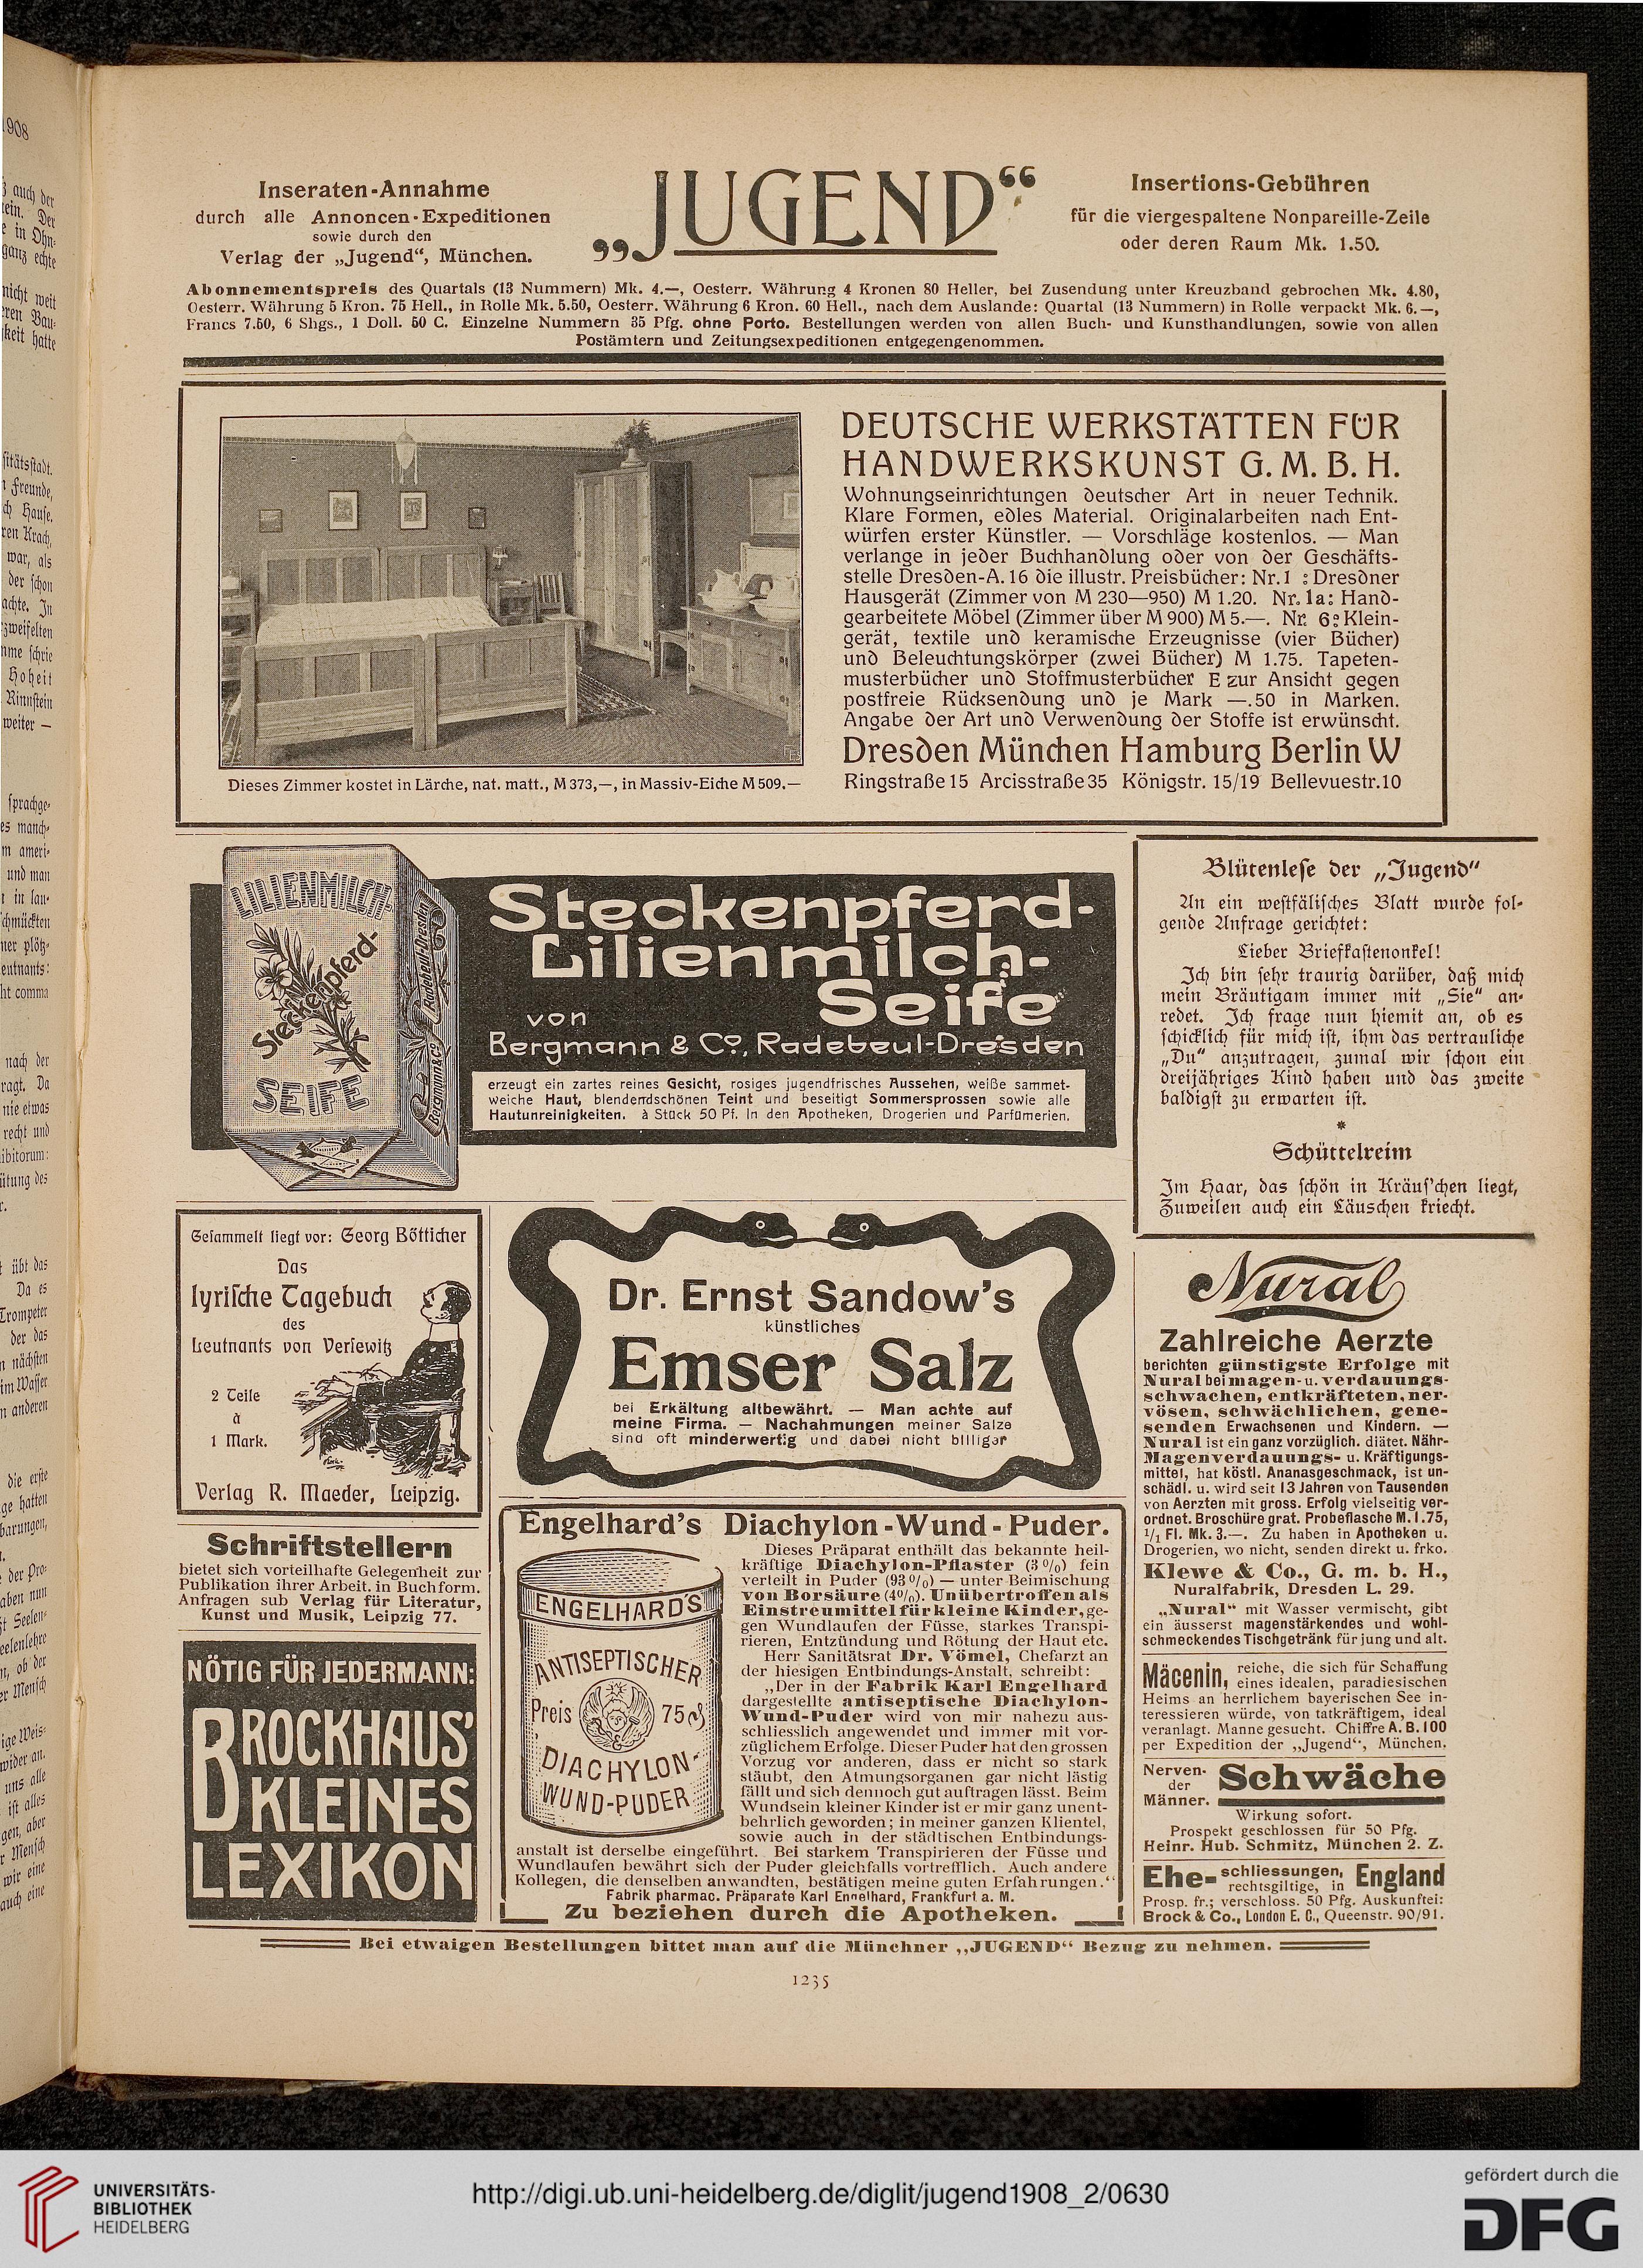 1908
Inseraten-Annahme
durch alle Annoncen-Expeditionen
sowie durch den
Verlag der „Jugend“, München.
„JUGEND“
Insertions-Gebühren
für die viergespaltene Nonpareille-Zeile
oder deren Raum Mk. 1.50.
Abonnementspreis des Quartals (13 Nummern) Mk. 4.—, Oesterr. Währung 4 Kronen 80 Heller, bei Zusendung unter Kreuzband gebrochen Mk. 4.80,
Oesterr. Währung 5 Kron. 75 Hell., in Rolle Mk. 5.50, Oesterr. Währung 6 Kron. 60 Hell., nach dem Auslande: Quartal (13 Nummern) in Rolle verpackt Mk. 6.—,
Francs 7.50, 6 Shgs., 1 Doll. 50 C. Einzelne Nummern 35 Pfg. ohne Porto. Bestellungen werden von allen Buch- und Kunsthandlungen, sowie von allen
Postämtern und Zeitungsexpeditionen entgegengenommen.
Dieses Zimmer kostet in Lärche, nat. matt., M 373,—, in Massiv-Eiche M 509.—
DEUTSCHE WERKSTÄTTEN FÜR
HANDWERKSKUNST G. M. B. H.
Wohnungseinrichtungen deutscher Art in neuer Technik.
Klare Formen, edles Material. Originalarbeiten nach Ent-
würfen erster Künstler. — Vorschläge kostenlos. — Man
verlange in jeder Buchhandlung oder von der Geschäfts-
stelle Dresden-A. 16 die illustr. Preisbücher: Nr. 1 : Dresdner
Hausgerät (Zimmer von M 230—950) M 1.20. Nr. 1a: Hand-
gearbeitete Möbel (Zimmer über M 900) M 5.—. Nr. 6: Klein-
gerät, textile und keramische Erzeugnisse (vier Bücher)
und Beleuchtungskörper (zwei Bücher) M 1.75. Tapeten-
musterbücher und Stoffmusterbücher E zur Ansicht gegen
postfreie Rücksendung und je Mark —.50 in Marken.
Angabe der Art und Verwendung der Stoffe ist erwünscht.
Dresden München Hamburg Berlin W
Ringstraße 15 Arcisstraße 35 Königstr. 15/19 Bellevuestr. 10
LILIENMILCH-
Steckenpferd-
SEIFE
Bergmann & Co Radebeul-Dresden
Steckenpferd-
Lilienmilch-
Seife
von
Bergmann & Co., Radebeul-Dresden
erzeugt ein zartes reines Gesicht, rosiges jugendfrisches Aussehen, weiße sammet-
weiche Haut, blendendschönen Teint und beseitigt Sommersprossen sowie alle
Hautunreinigkeiten. à Stück 50 Pf. In den Apotheken, Drogerien und Parfümerien.
Blütenlese der „Jugend“
An ein westfälisches Blatt wurde fol-
gende Anfrage gerichtet:
Lieber Briefkastenonkel!
Ich bin sehr traurig darüber, daß mich
mein Bräutigam immer mit „Sie“ an-
redet. Ich frage nun hiemit an, ob es
schicklich für mich ist, ihm das vertrauliche
„Du“ anzutragen, zumal wir schon ein
dreijähriges Kind haben und das zweite
baldigst zu erwarten ist.
*
Schüttelreim
Im Haar, das schön in Kräus'chen liegt,
Zuweilen auch ein Läuschen kriecht.
Gesammelt liegt vor: Georg Bötticher
Das
lyrische Tagebuch
des
Leutnants von Versewitz
2 Teile
à
1 Mark.
Verlag R. Maeder, Leipzig.
Schriftstellern
bietet sich vorteilhafte Gelegenheit zur
Publikation ihrer Arbeit. in Buchform.
Anfragen sub Verlag für Literatur,
Kunst und Musik, Leipzig 77.
NÖTIG FÜR JEDERMANN:
BROCKHAUS'
KLEINES
LEXIKON
Dr. Ernst Sandow's
künstliches
Emser Salz
bei Erkältung altbewährt. — Man achte auf
meine Firma. — Nachahmungen meiner Salze
sind oft minderwertig und dabei nicht billiger
Engelhard's Diachylon-Wund-Puder.
ENGELHARD'S
ANTISEPTISCHER
Preis 75 ₰
DIACHYLON-
WUND-PUDER
Dieses Präparat enthält das bekannte heil-
kräftige Diachylon-Pflaster (3 0/0) fein
verteilt in Puder (93 0/0) — unter Beimischung
von Borsäure (4 0/0). Unübertroffen als
Einstreumittel für kleine Kinder, ge-
gen Wundlaufen der Füsse, starkes Transpi-
rieren, Entzündung und Rötung der Haut etc.
Herr Sanitätsrat Dr. Vömel, Chefarzt an
der hiesigen Entbindungs-Anstalt, schreibt:
„Der in der Fabrik Karl Engelhard
dargestellte antiseptische Diachylon-
Wund-Puder wird von mir nahezu aus-
schliesslich angewendet und immer mit vor-
züglichem Erfolge. Dieser Puder hat den grossen
Vorzug vor anderen, dass er nicht so stark
stäubt, den Atmungsorganen gar nicht lästig
fällt und sich dennoch gut auftragen lässt. Beim
Wundsein kleiner Kinder ist er mir ganz unent-
behrlich geworden; in meiner ganzen Klientel,
sowie auch in der städtischen Entbindungs-
anstalt ist derselbe eingeführt. Bei starkem Transpirieren der Füsse und
Wundlaufen bewährt sich der Puder gleichfalls vortrefflich. Auch andere
Kollegen, die denselben anwandten, bestätigen meine guten Erfahrungen.“
Fabrik pharmac. Präparate Karl Engelhard, Frankfurt a. M.
Zu beziehen durch die Apotheken.
Nural
Zahlreiche Aerzte
berichten günstigste Erfolge mit
Nural bei magen- u. verdauungs-
schwachen, entkräfteten, ner-
vösen, schwächlichen, gene-
senden Erwachsenen und Kindern. —
Nural ist ein ganz vorzüglich. diätet. Nähr-
Magenverdauungs- u. Kräftigungs-
mittel, hat köstl. Ananasgeschmack, ist un-
schädl. u. wird seit 13 Jahren von Tausenden
von Aerzten mit gross. Erfolg vielseitig ver-
ordnet. Broschüre grat. Probeflasche M. 1.75,
1/1 Fl. Mk. 3.—. Zu haben in Apotheken u.
Drogerien, wo nicht, senden direkt u. frko.
Klewe & Co., G. m. b. H.,
Nuralfabrik, Dresden L. 29.
„Nural“ mit Wasser vermischt, gibt
ein äusserst magenstärkendes und wohl-
schmeckendes Tischgetränk für jung und alt.
Mäcenin, reiche, die sich für Schaffung
eines idealen, paradiesischen
Heims an herrlichem bayerischen See in-
teressieren würde, von tatkräftigem, ideal
veranlagt. Manne gesucht. Chiffre A. B. 100
per Expedition der „Jugend“, München.
Nerven-
der
Männer.
Schwäche
Wirkung sofort.
Prospekt geschlossen für 50 Pfg.
Heinr. Hub. Schmitz, München 2. Z.
Ehe- schliessungen, England
rechtsgiltige, in
Prosp. fr.; verschloss. 50 Pfg. Auskunftei:
Brock & Co., London E. C., Queenstr. 90/91.
Bei etwaigen Bestellungen bittet man auf die Münchner „JUGEND“ Bezug zu nehmen.
1235
UNIVERSITÄTS-
BIBLIOTHEK
HEIDELBERG
http://digi.ub.uni-heidelberg.de/diglit/jugend1908_2/0630
gefördert durch die
DFG